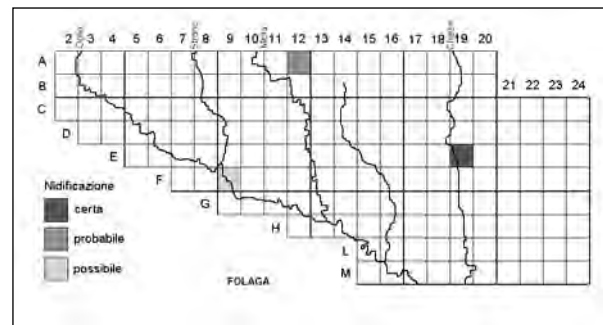 2 3 4 5 6 7 8 9 10 11 12 13 14 15 16 17 18 19 20
A
B
21 22 23 24
C
D
E
F
Nidificazione
G
certa
H
probabile
L
possibile
M
FOLAGA